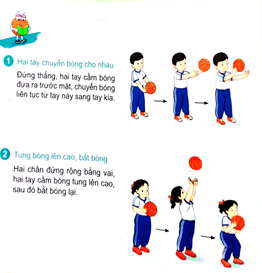 1 Hai tay chuyển bóng cho nhau
Đứng thẳng, hai tay cầm bóng
đưa ra trước mặt, chuyển bóng
liên tục từ tay này sang tay kia.
2 Tung bóng lên cao, bắt bóng
Hai chân đứng rộng bằng vai,
hai tay cầm bóng tung lên cao,
sau đó bắt bóng lại.